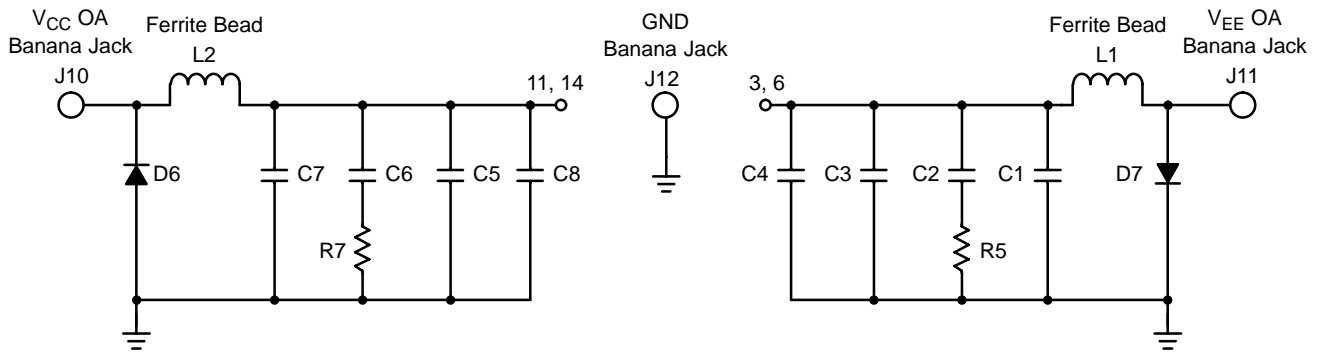 V_CC OA
Banana Jack
J10
Ferrite Bead
L2
11, 14
D6
C7
C6
C5
C8
R7
GND
Banana Jack
J12
3, 6
Ferrite Bead
L1
V_EE OA
Banana Jack
J11
C4
C3
C2
C1
D7
R5